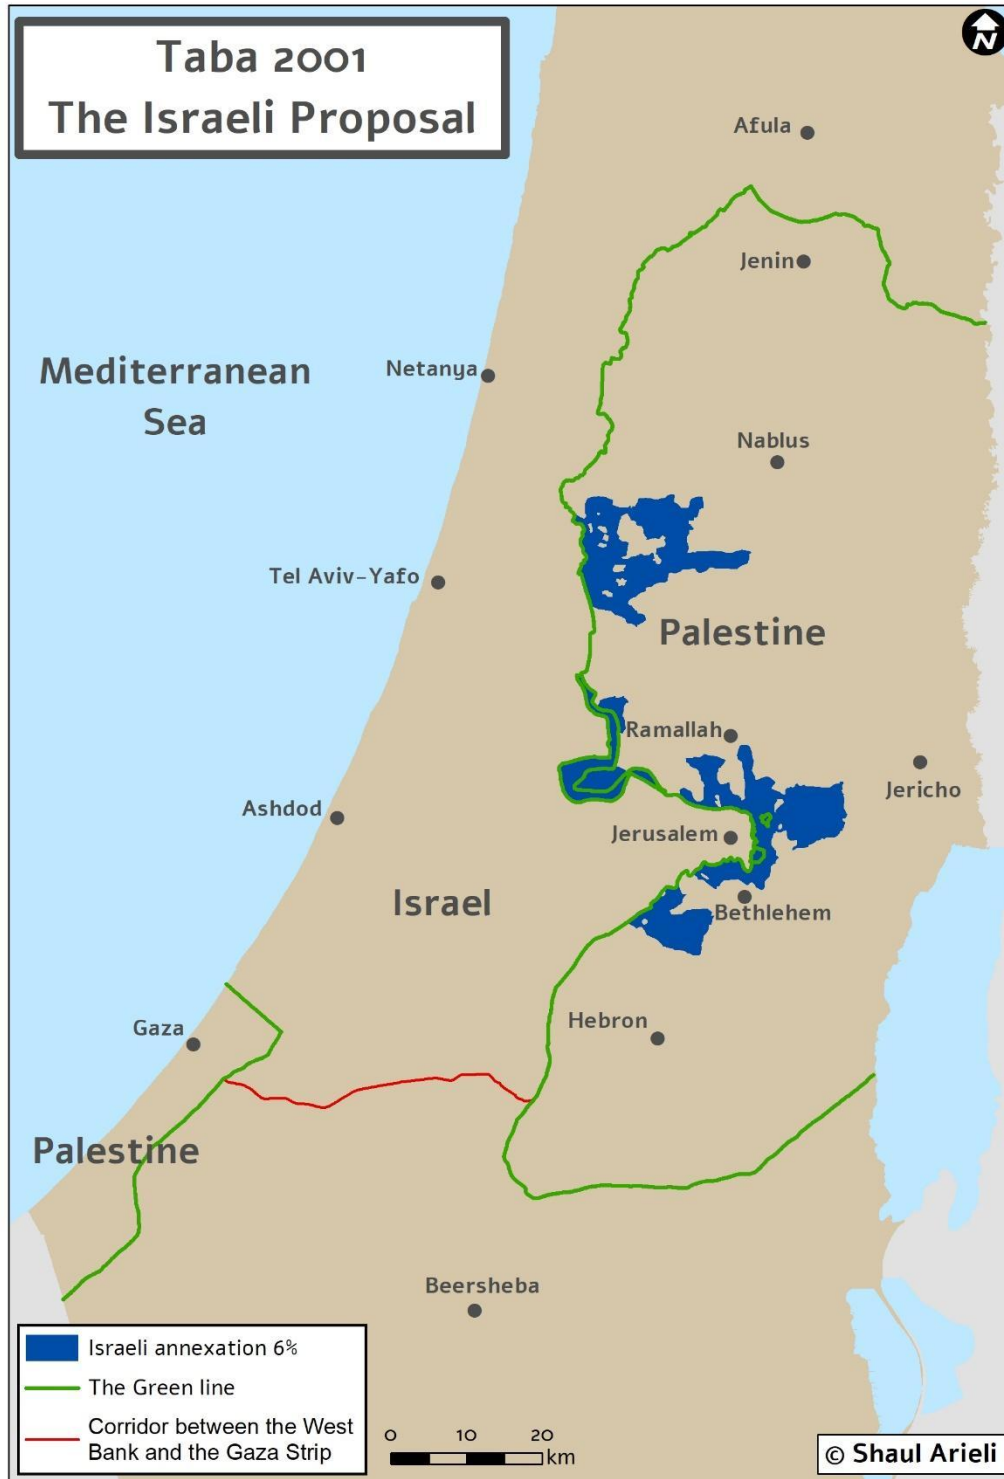 Taba 2001
The Israeli Proposal
N
Afula
Jenin
Mediterranean
Sea
Netanya
Nablus
Tel Aviv-Yafo
Palestine
Ramallah
Jericho
Ashdod
Jerusalem
Israel
Bethlehem
Gaza
Hebron
Palestine
Beersheba
Israeli annexation 6%
The Green line
Corridor between the West
Bank and the Gaza Strip
0 10 20
km
© Shaul Arieli